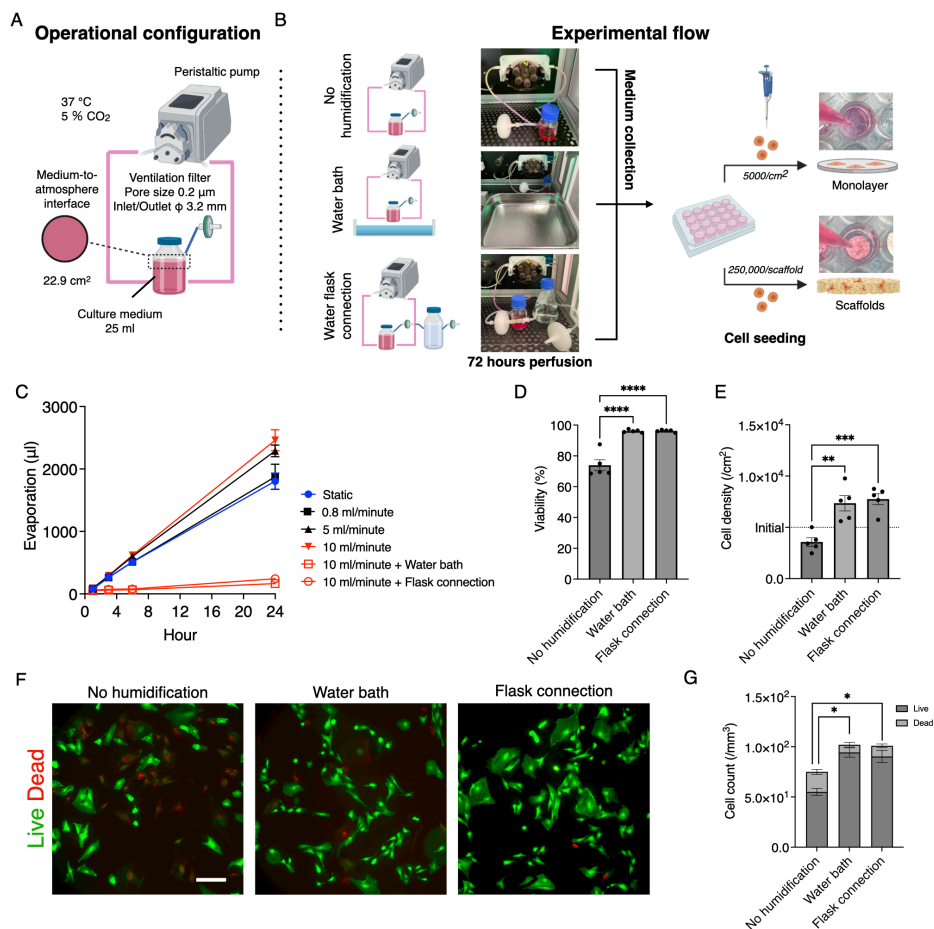 A
Operational configuration
Peristaltic pump
37 °C
5 % CO₂
Medium-to-
atmosphere
interface
Ventilation filter
Pore size 0.2 μm
Inlet/Outlet φ 3.2 mm
22.9 cm²
Culture medium
25 ml
B
Experimental flow
No
humidification
Water bath
Water flask
connection
72 hours perfusion
Medium collection
5000/cm²
Monolayer
250,000/scaffold
Scaffolds
Cell seeding
C
Evaporation (μl)
3000
2000
1000
0
0 4 8 12 16 20 24
Hour
Static
0.8 ml/minute
5 ml/minute
10 ml/minute
10 ml/minute + Water bath
10 ml/minute + Flask connection
D
Viability (%)
100
80
60
40
20
0
****
****
No humidification
Water bath
Flask connection
E
Cell density (/cm²)
1.5×10⁴
1.0×10⁴
Initial
5.0×10³
0.0
***
**
No humidification
Water bath
Flask connection
F
No humidification
Water bath
Flask connection
Live Dead
G
Cell count (/mm³)
1.5×10²
1.0×10²
5.0×10¹
0.0
*
*
Live
Dead
No humidification
Water bath
Flask connection